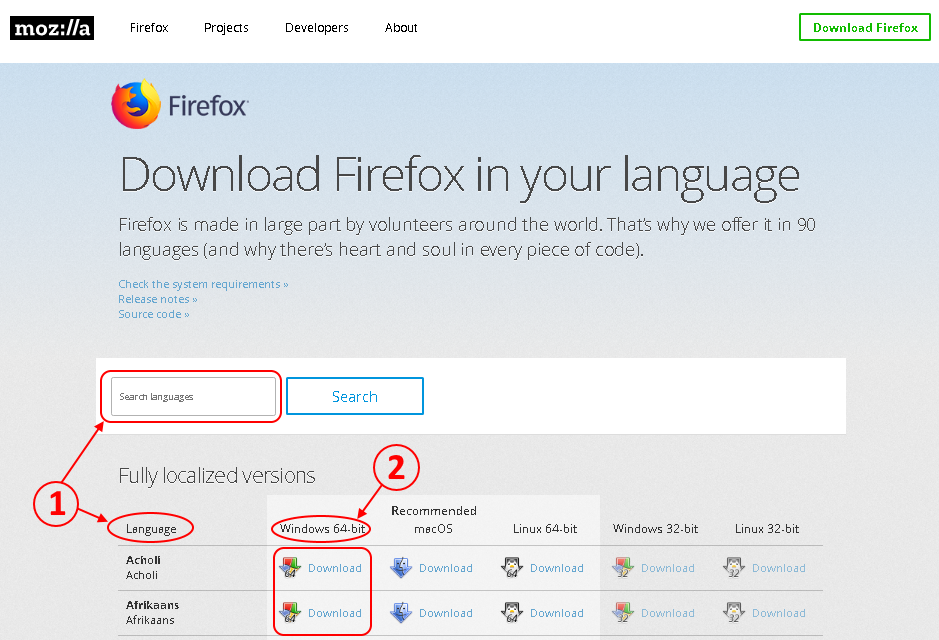 moz://a
Firefox Projects Developers About
Download Firefox
Firefox
Download Firefox in your language
Firefox is made in large part by volunteers around the world. That's why we offer it in 90
languages (and why there's heart and soul in every piece of code).
Check the system requirements »
Release notes »
Source code »
Search languages
Search
1
2
Fully localized versions
Recommended
Language Windows 64-bit macOS Linux 64-bit Windows 32-bit Linux 32-bit
Acholi
Acholi
64 Download Download 64 Download 32 Download 32 Download
Afrikaans
Afrikaans
64 Download Download 64 Download 32 Download 32 Download